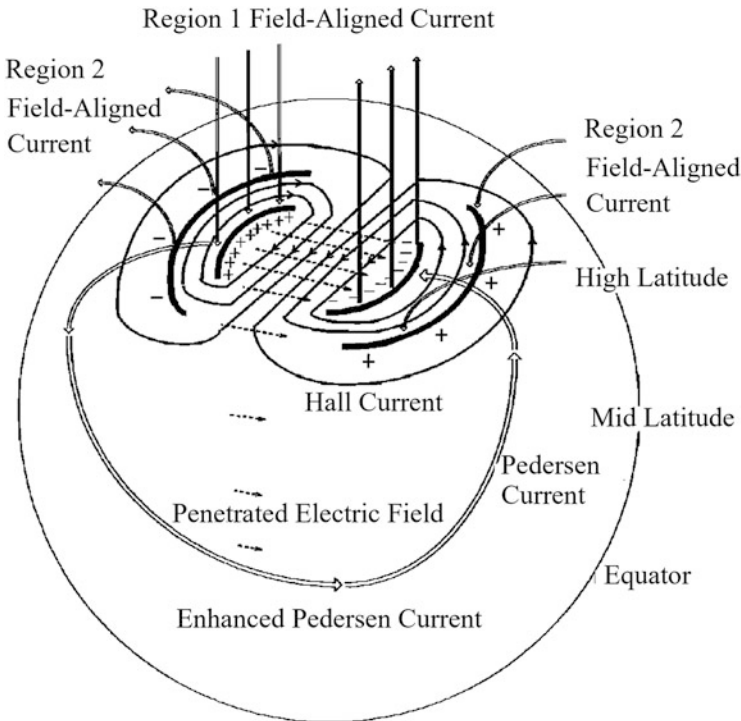 Region 1 Field-Aligned Current
Region 2
Field-Aligned
Current
Region 2
Field-Aligned
Current
High Latitude
Hall Current
Mid Latitude
Pedersen
Current
Penetrated Electric Field
Equator
Enhanced Pedersen Current